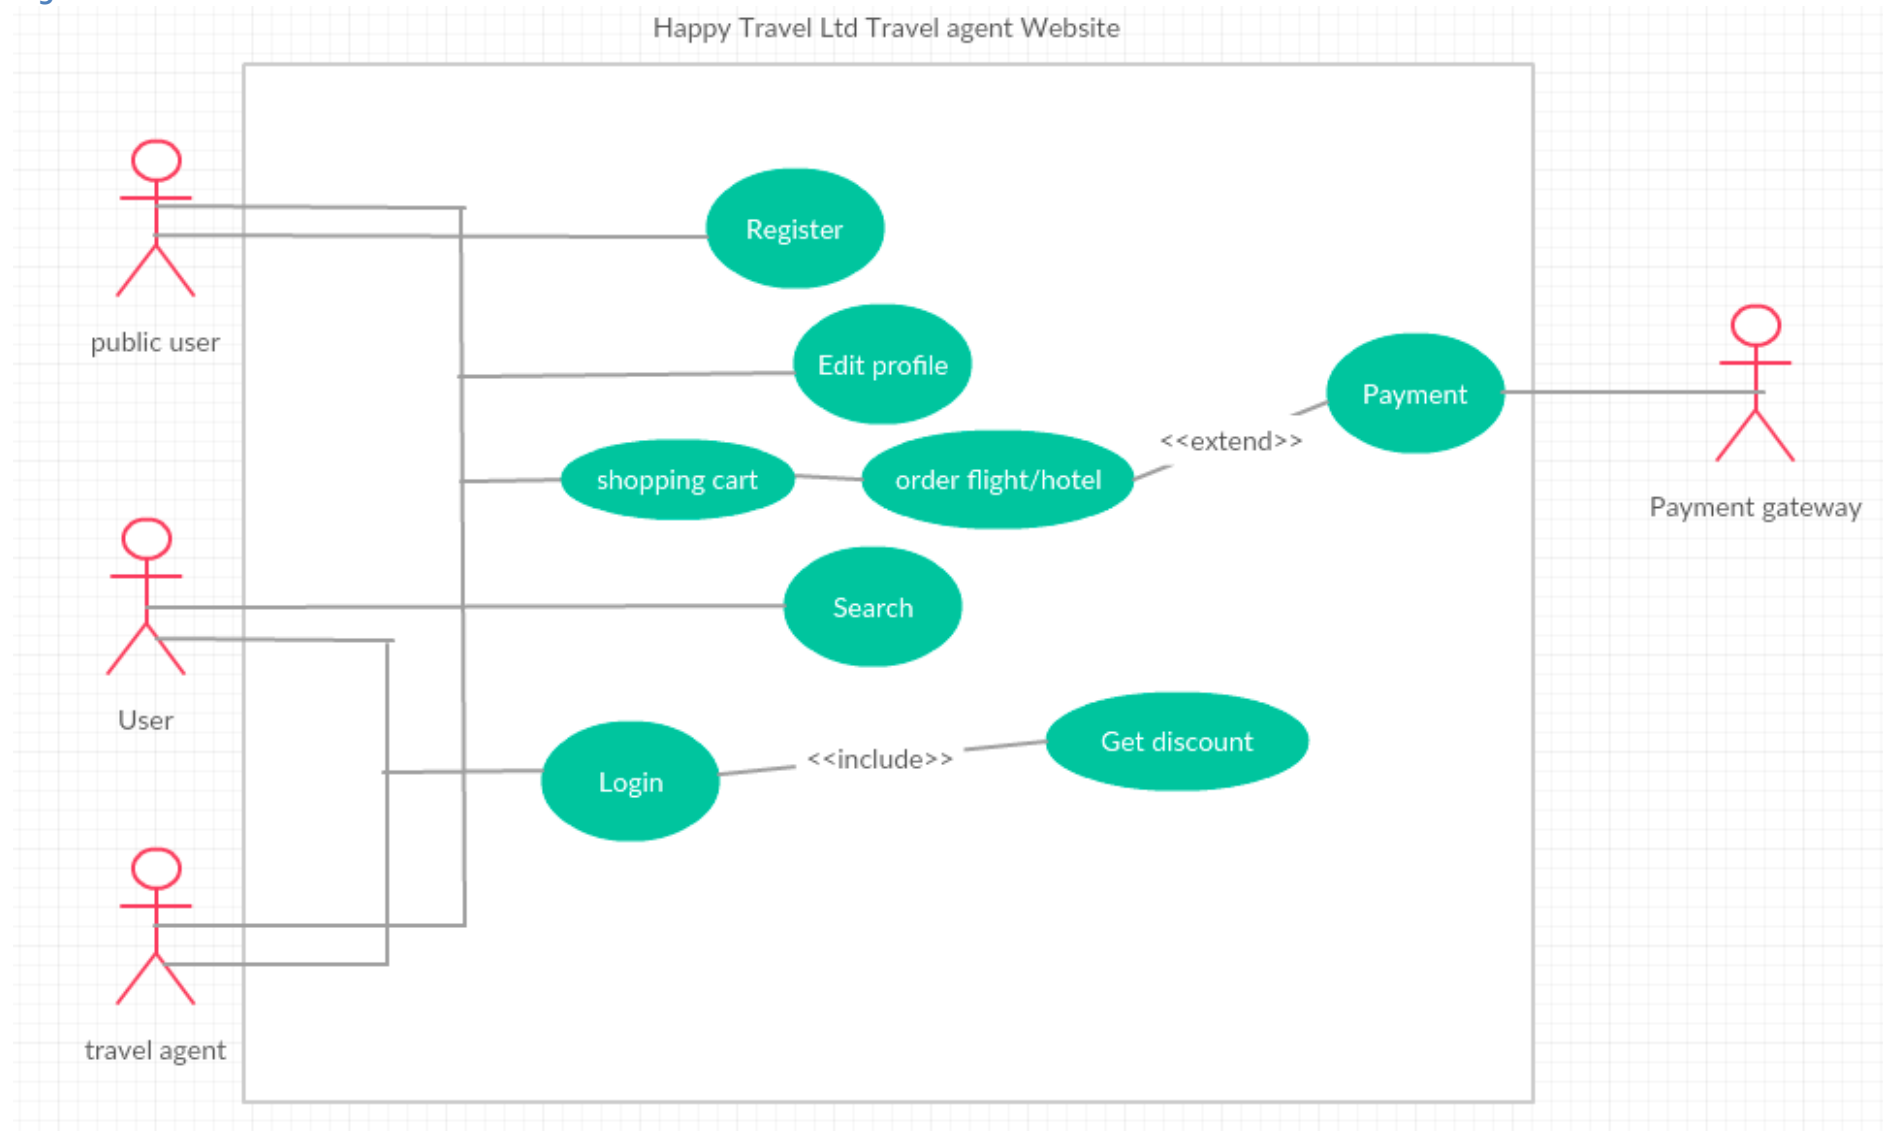 Happy Travel Ltd Travel agent Website
Register
public user
Edit profile
Payment
<<extend>>
shopping cart
order flight/hotel
Payment gateway
Search
User
Get discount
<<include>>
Login
travel agent